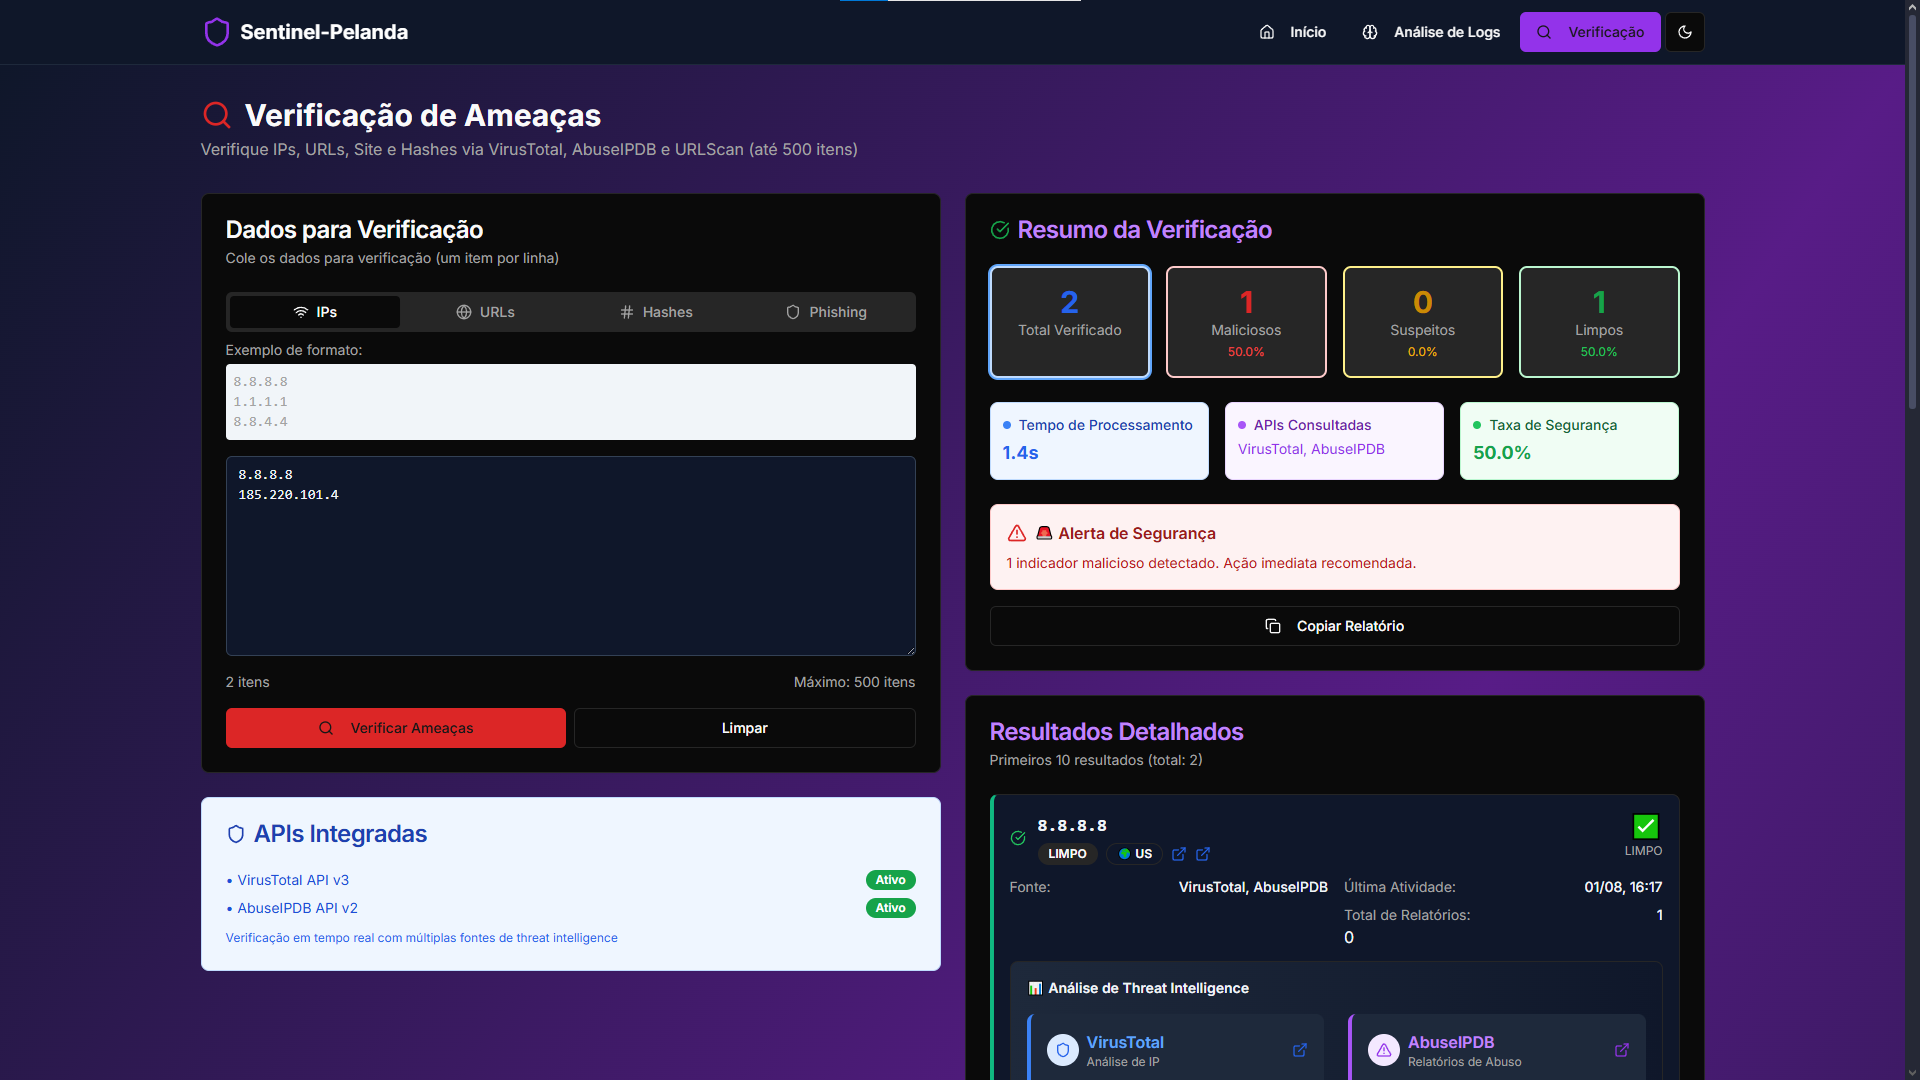 Sentinel-Pelanda
Início
Análise de Logs
Verificação
Verificação de Ameaças
Verifique IPs, URLs, Site e Hashes via VirusTotal, AbuseIPDB e URLScan (até 500 itens)
Dados para Verificação
Cole os dados para verificação (um item por linha)
IPs
URLs
Hashes
Phishing
Exemplo de formato:
8.8.8.8
1.1.1.1
8.8.4.4
8.8.8.8
185.220.101.4
2 itens
Máximo: 500 itens
Verificar Ameaças
Limpar
APIs Integradas
• VirusTotal API v3
Ativo
• AbuseIPDB API v2
Ativo
Verificação em tempo real com múltiplas fontes de threat intelligence
Resumo da Verificação
2
Total Verificado
1
Maliciosos
50.0%
0
Suspeitos
0.0%
1
Limpos
50.0%
Tempo de Processamento
1.4s
APIs Consultadas
VirusTotal, AbuseIPDB
Taxa de Segurança
50.0%
🚨 Alerta de Segurança
1 indicador malicioso detectado. Ação imediata recomendada.
Copiar Relatório
Resultados Detalhados
Primeiros 10 resultados (total: 2)
8.8.8.8
LIMPO
US
✅
LIMPO
Fonte:
VirusTotal, AbuseIPDB
Última Atividade:
01/08, 16:17
Total de Relatórios:
1
0
📊 Análise de Threat Intelligence
VirusTotal
Análise de IP
AbuseIPDB
Relatórios de Abuso